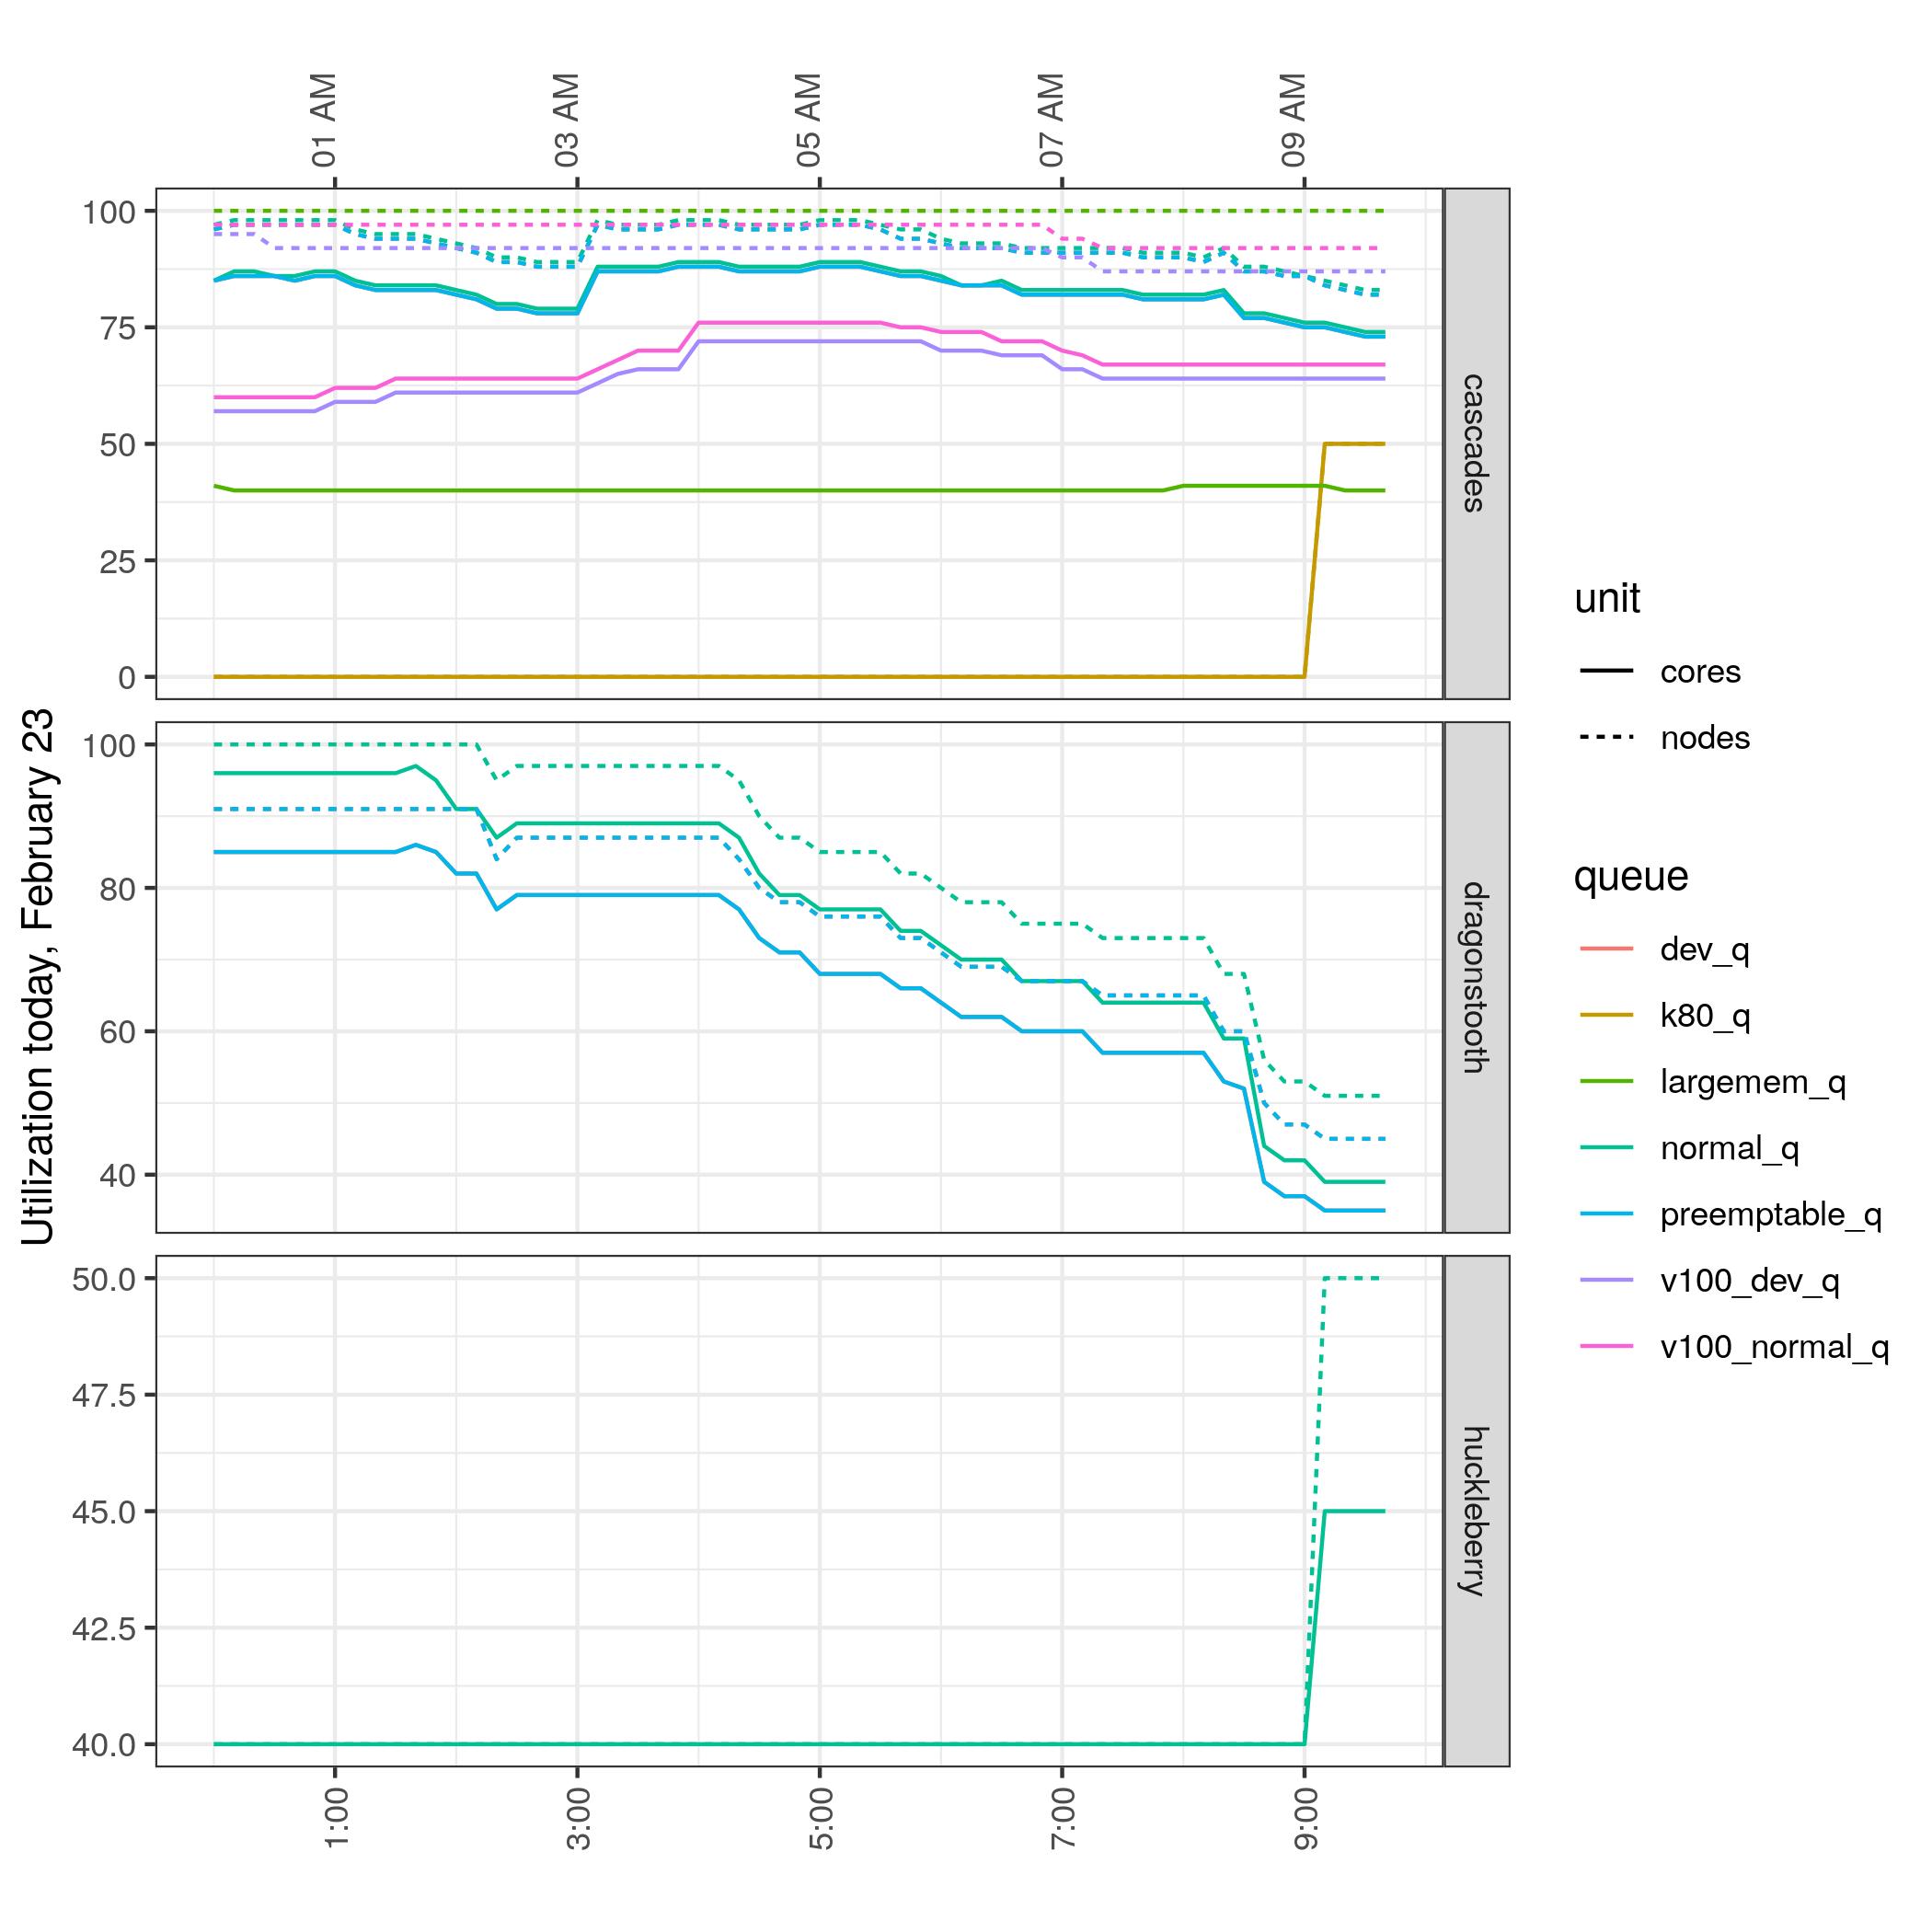 01 AM
03 AM
05 AM
07 AM
09 AM
Utilization today, February 23
100
75
50
25
0
cascades
100
80
60
40
dragonstooth
50.0
47.5
45.0
42.5
40.0
huckleberry
1:00
3:00
5:00
7:00
9:00
unit
cores
nodes
queue
dev_q
k80_q
largemem_q
normal_q
preemptable_q
v100_dev_q
v100_normal_q